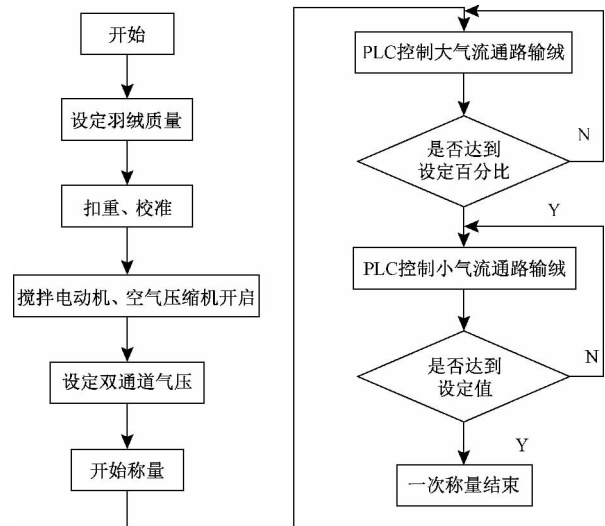 开始
设定羽绒质量
扣重、校准
搅拌电动机、空气压缩机开启
设定双通道气压
开始称量
PLC控制大气流通路输绒
是否达到
设定百分比
N
Y
PLC控制小气流通路输绒
是否达到
设定值
N
Y
一次称量结束